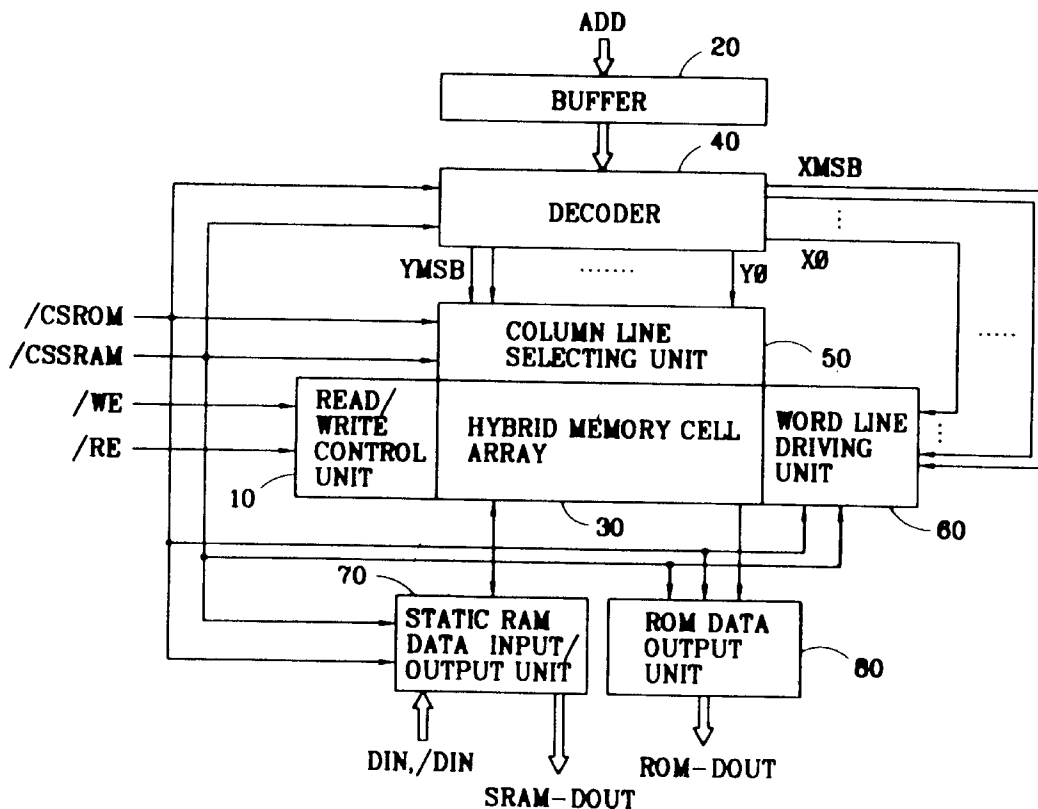 ADD
20
BUFFER
40
XMSB
DECODER
X0
YMSB
Y0
/CSROM
COLUMN LINE
SELECTING UNIT
/CSSRAM
50
/WE
READ/
WRITE
CONTROL
UNIT
HYBRID MEMORY CELL
ARRAY
WORD LINE
DRIVING
UNIT
/RE
10
30
60
70
STATIC RAM
DATA INPUT/
OUTPUT UNIT
ROM DATA
OUTPUT
UNIT
80
DIN,/DIN
ROM-DOUT
SRAM-DOUT